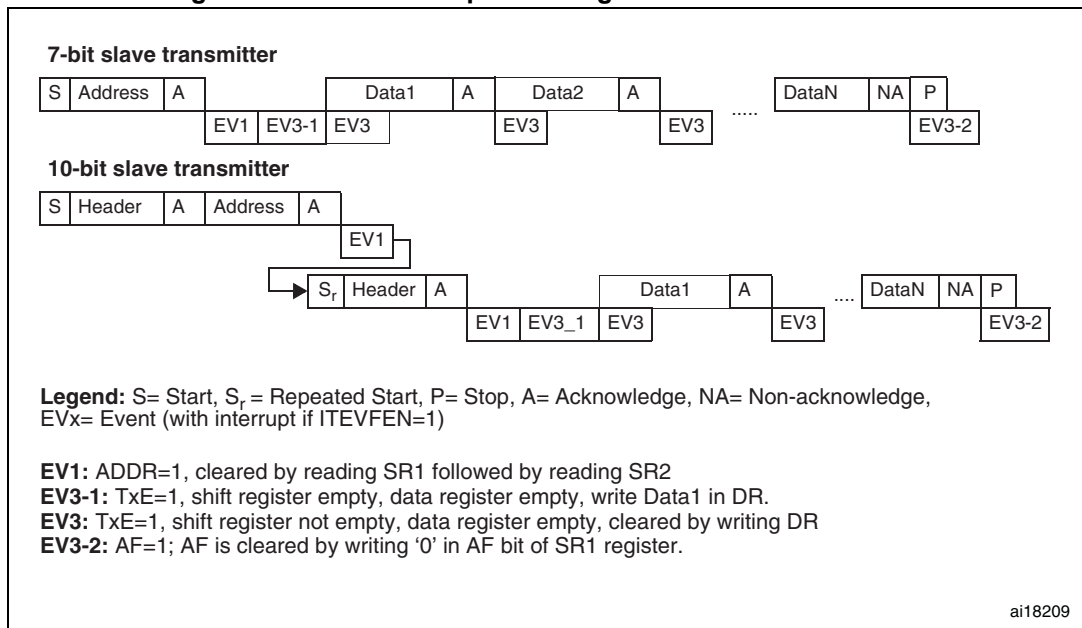 7-bit slave transmitter
S Address A Data1 A Data2 A ..... DataN NA P
EV1 EV3-1 EV3 EV3 EV3 EV3-2
10-bit slave transmitter
S Header A Address A
EV1
Sr Header A Data1 A .... DataN NA P
EV1 EV3_1 EV3 EV3 EV3-2
Legend: S= Start, Sr = Repeated Start, P= Stop, A= Acknowledge, NA= Non-acknowledge,
EVx= Event (with interrupt if ITEVFEN=1)
EV1: ADDR=1, cleared by reading SR1 followed by reading SR2
EV3-1: TxE=1, shift register empty, data register empty, write Data1 in DR.
EV3: TxE=1, shift register not empty, data register empty, cleared by writing DR
EV3-2: AF=1; AF is cleared by writing ‘0’ in AF bit of SR1 register.
ai18209